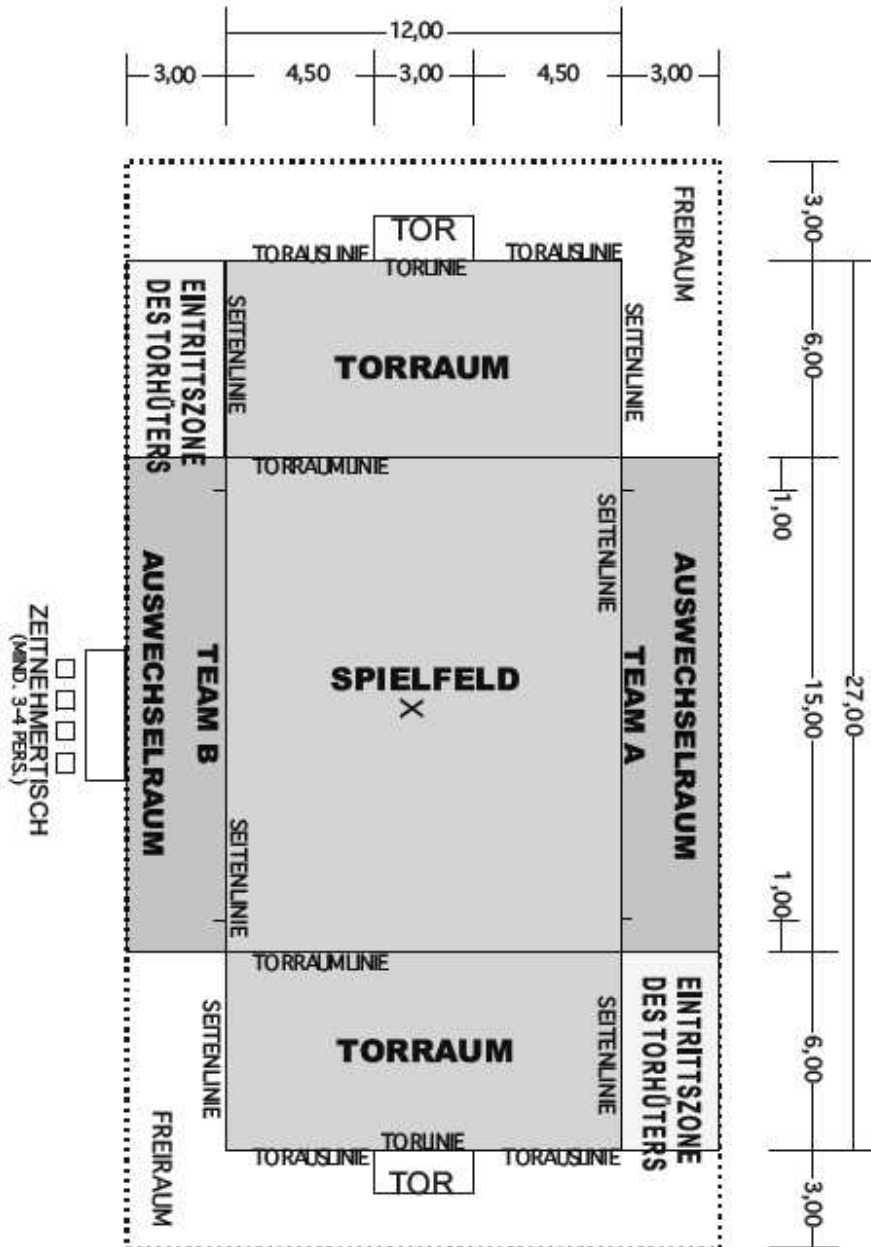 12,00
3,00
4,50
3,00
4,50
3,00
FREIRAUM
3,00
TOR
TORAUSLINIE
TORLINIE
TORAUSLINIE
27,00
EINTRITTSZONE
DES TORHÜTERS
SEITENLINIE
TORRAUM
SEITENLINIE
6,00
TORRAUMLINIE
1,00
SEITENLINIE
AUSWECHSELRAUM
TEAM B
SPIELFELD
X
TEAM A
AUSWECHSELRAUM
15,00
ZEITNEHMERTISCH
(MIND. 3-4 PERS.)
SEITENLINIE
1,00
TORRAUMLINIE
SEITENLINIE
TORRAUM
SEITENLINIE
EINTRITTSZONE
DES TORHÜTERS
6,00
TORAUSLINIE
TORLINIE
TORAUSLINIE
TOR
FREIRAUM
3,00